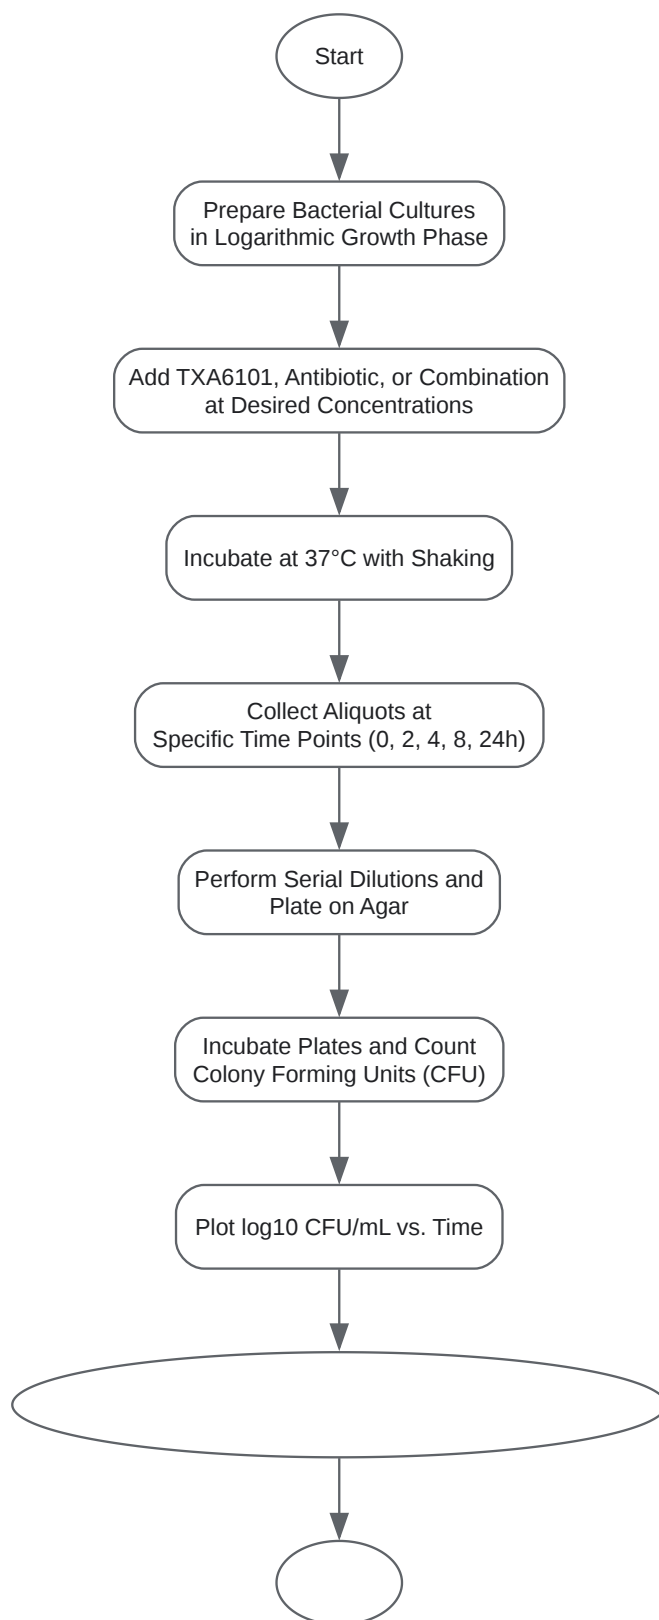 Start
Prepare Bacterial Cultures
in Logarithmic Growth Phase
Add TXA6101, Antibiotic, or Combination
at Desired Concentrations
Incubate at 37°C with Shaking
Collect Aliquots at
Specific Time Points (0, 2, 4, 8, 24h)
Perform Serial Dilutions and
Plate on Agar
Incubate Plates and Count
Colony Forming Units (CFU)
Plot log10 CFU/mL vs. Time